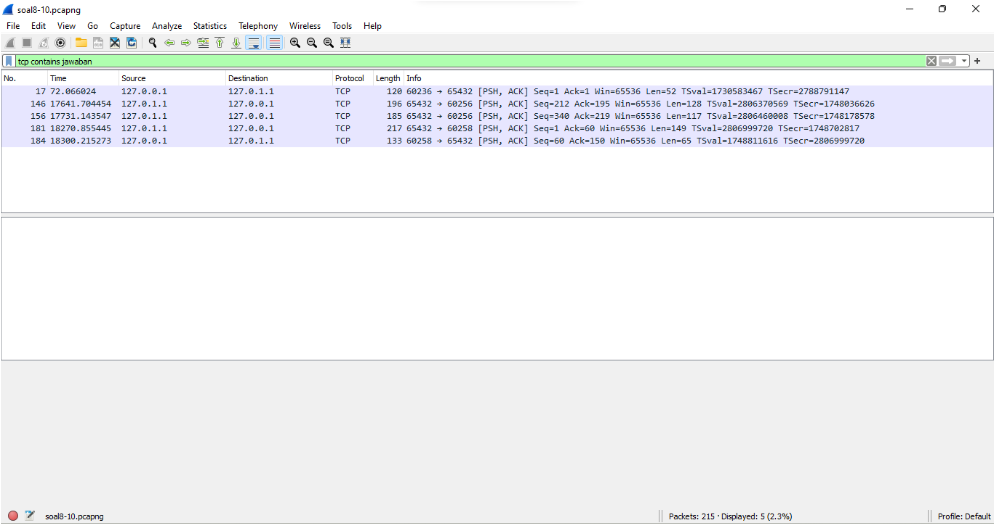 soal8-10.pcapng
File Edit View Go Capture Analyze Statistics Telephony Wireless Tools Help
tcp contains jawaban
No. Time Source Destination Protocol Length Info
17 72.066024 127.0.0.1 127.0.1.1 TCP 120 60236 → 65432 [PSH, ACK] Seq=1 Ack=1 Win=65536 Len=52 TSval=1730583467 TSecr=2788791147
146 17641.704454 127.0.1.1 127.0.0.1 TCP 196 65432 → 60256 [PSH, ACK] Seq=212 Ack=195 Win=65536 Len=128 TSval=2806370569 TSecr=1748036626
156 17731.143547 127.0.1.1 127.0.0.1 TCP 185 65432 → 60256 [PSH, ACK] Seq=340 Ack=219 Win=65536 Len=117 TSval=2806460008 TSecr=1748178578
181 18270.855445 127.0.1.1 127.0.0.1 TCP 217 65432 → 60258 [PSH, ACK] Seq=1 Ack=60 Win=65536 Len=149 TSval=2806999720 TSecr=1748702817
184 18300.215273 127.0.0.1 127.0.1.1 TCP 133 60258 → 65432 [PSH, ACK] Seq=60 Ack=150 Win=65536 Len=65 TSval=1748811616 TSecr=2806999720
soal8-10.pcapng Packets: 215 · Displayed: 5 (2.3%) Profile: Default